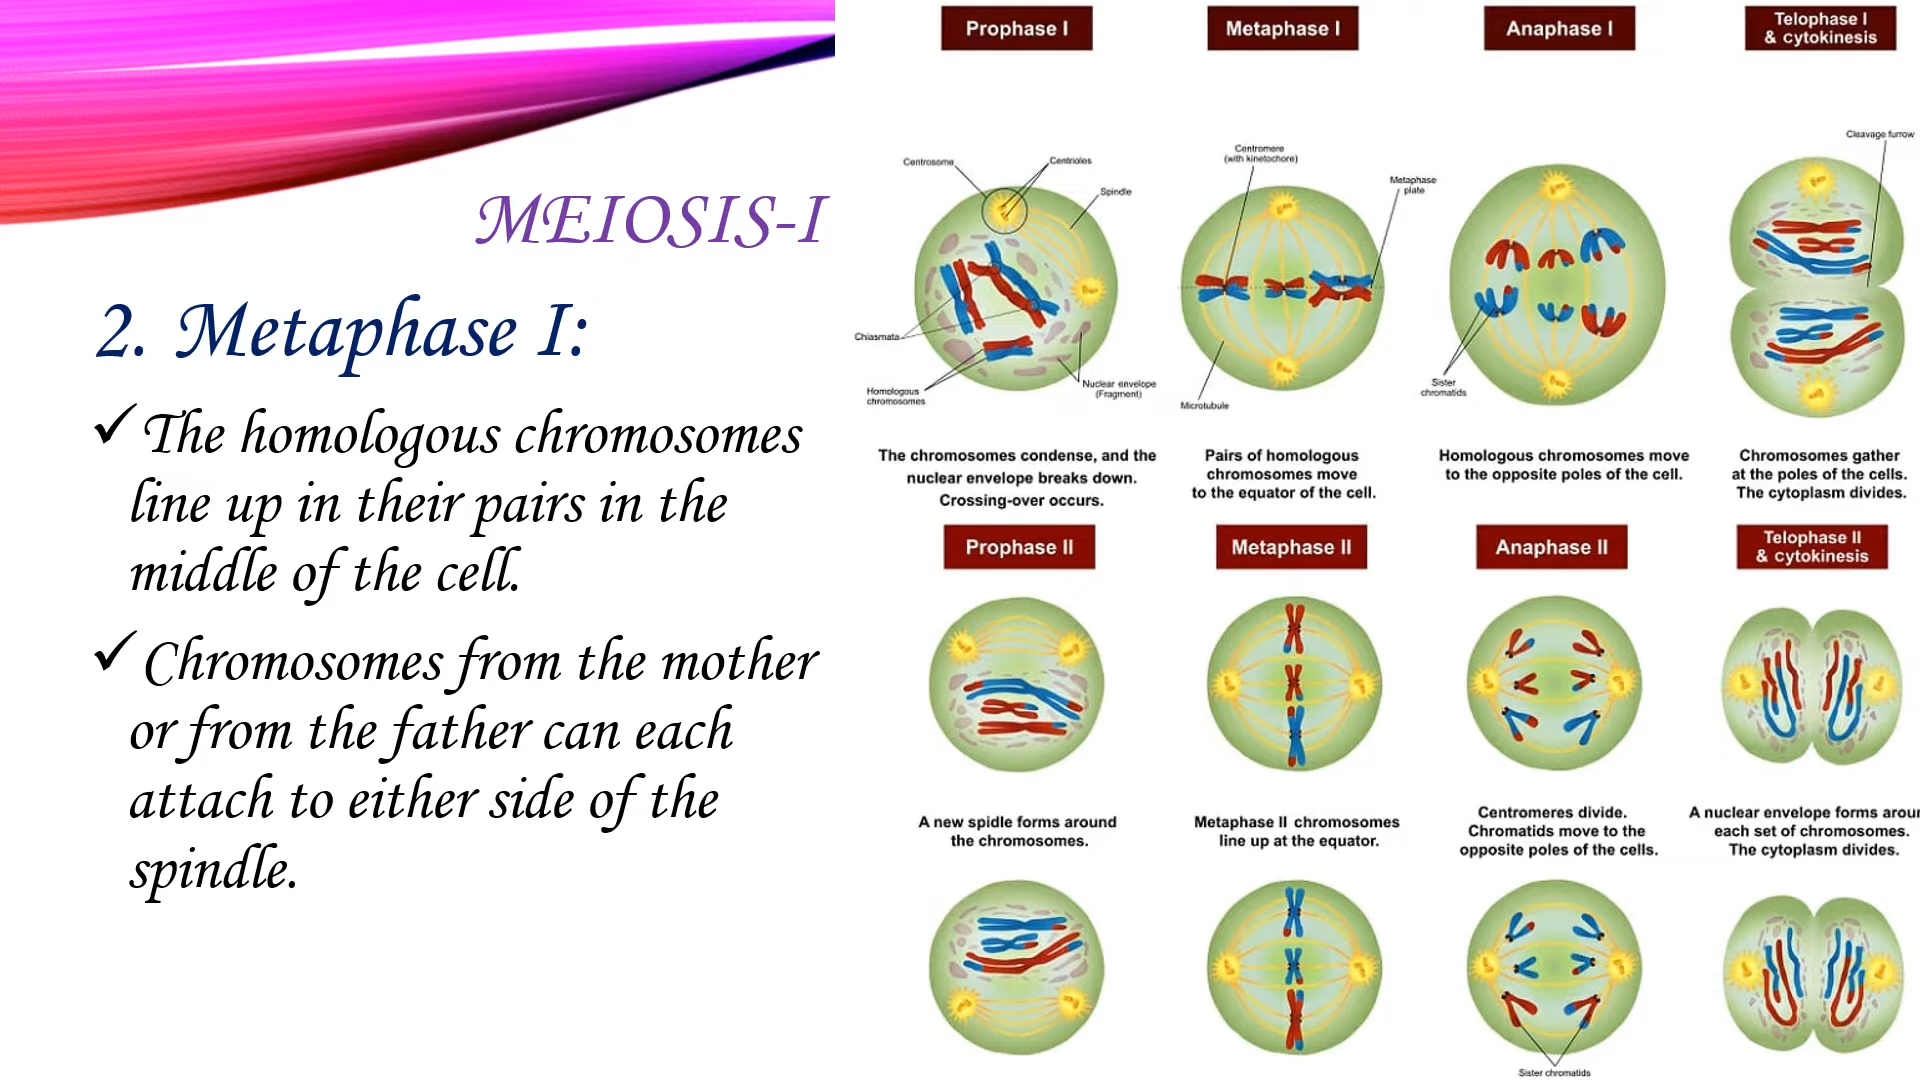 MEIOSIS-I
2. Metaphase I:
✓The homologous chromosomes
line up in their pairs in the
middle of the cell.
✓Chromosomes from the mother
or from the father can each
attach to either side of the
spindle.
Prophase I
Metaphase I
Anaphase I
Telophase I
& cytokinesis
Centrosome
Centrioles
Spindle
Chiasmata
Homologous
chromosomes
Nuclear envelope
(Fragment)
Centromere
(with kinetochore)
Metaphase
plate
Microtubule
Sister
chromatids
Cleavage furrow
The chromosomes condense, and the
nuclear envelope breaks down.
Crossing-over occurs.
Pairs of homologous
chromosomes move
to the equator of the cell.
Homologous chromosomes move
to the opposite poles of the cell.
Chromosomes gather
at the poles of the cells.
The cytoplasm divides.
Prophase II
Metaphase II
Anaphase II
Telophase II
& cytokinesis
A new spidle forms around
the chromosomes.
Metaphase II chromosomes
line up at the equator.
Centromeres divide.
Chromatids move to the
opposite poles of the cells.
A nuclear envelope forms arour
each set of chromosomes.
The cytoplasm divides.
Sister chromatids